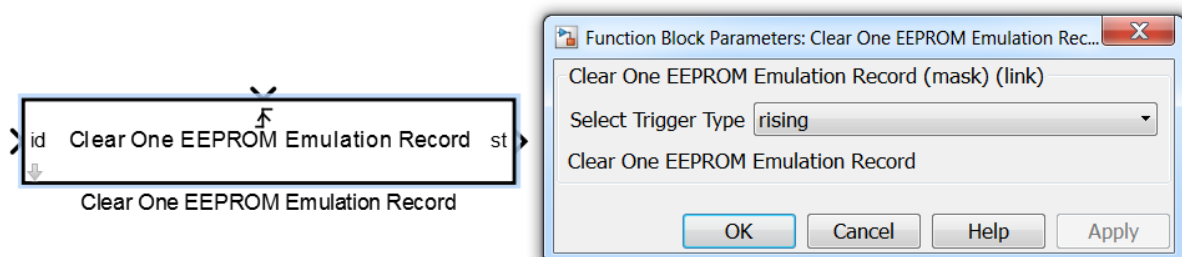 id Clear One EEPROM Emulation Record st
Clear One EEPROM Emulation Record
Function Block Parameters: Clear One EEPROM Emulation Rec...
Clear One EEPROM Emulation Record (mask) (link)
Select Trigger Type rising
Clear One EEPROM Emulation Record
OK Cancel Help Apply